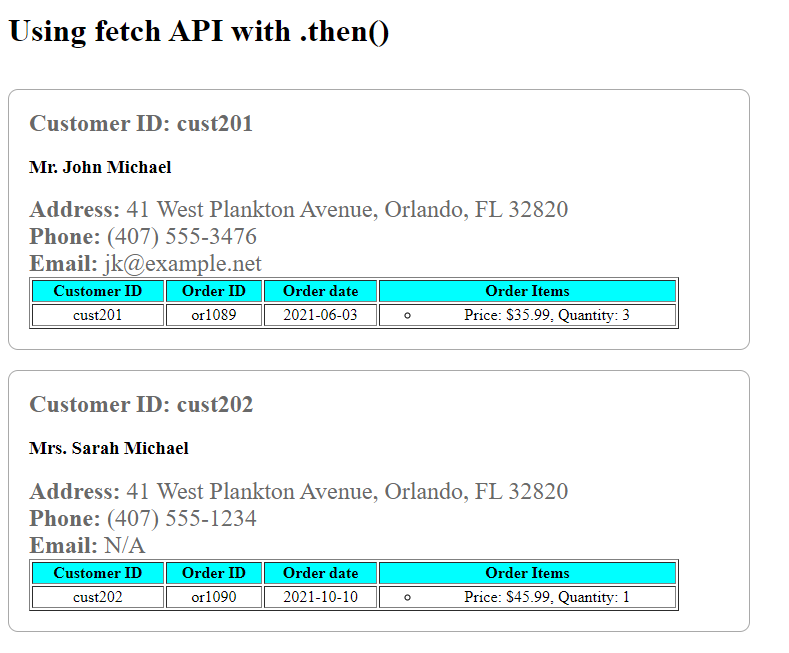 Using fetch API with .then()
Customer ID: cust201
Mr. John Michael
Address: 41 West Plankton Avenue, Orlando, FL 32820
Phone: (407) 555-3476
Email: jk@example.net
Customer ID Order ID Order date Order Items
cust201 or1089 2021-06-03 Price: $35.99, Quantity: 3
Customer ID: cust202
Mrs. Sarah Michael
Address: 41 West Plankton Avenue, Orlando, FL 32820
Phone: (407) 555-1234
Email: N/A
Customer ID Order ID Order date Order Items
cust202 or1090 2021-10-10 Price: $45.99, Quantity: 1